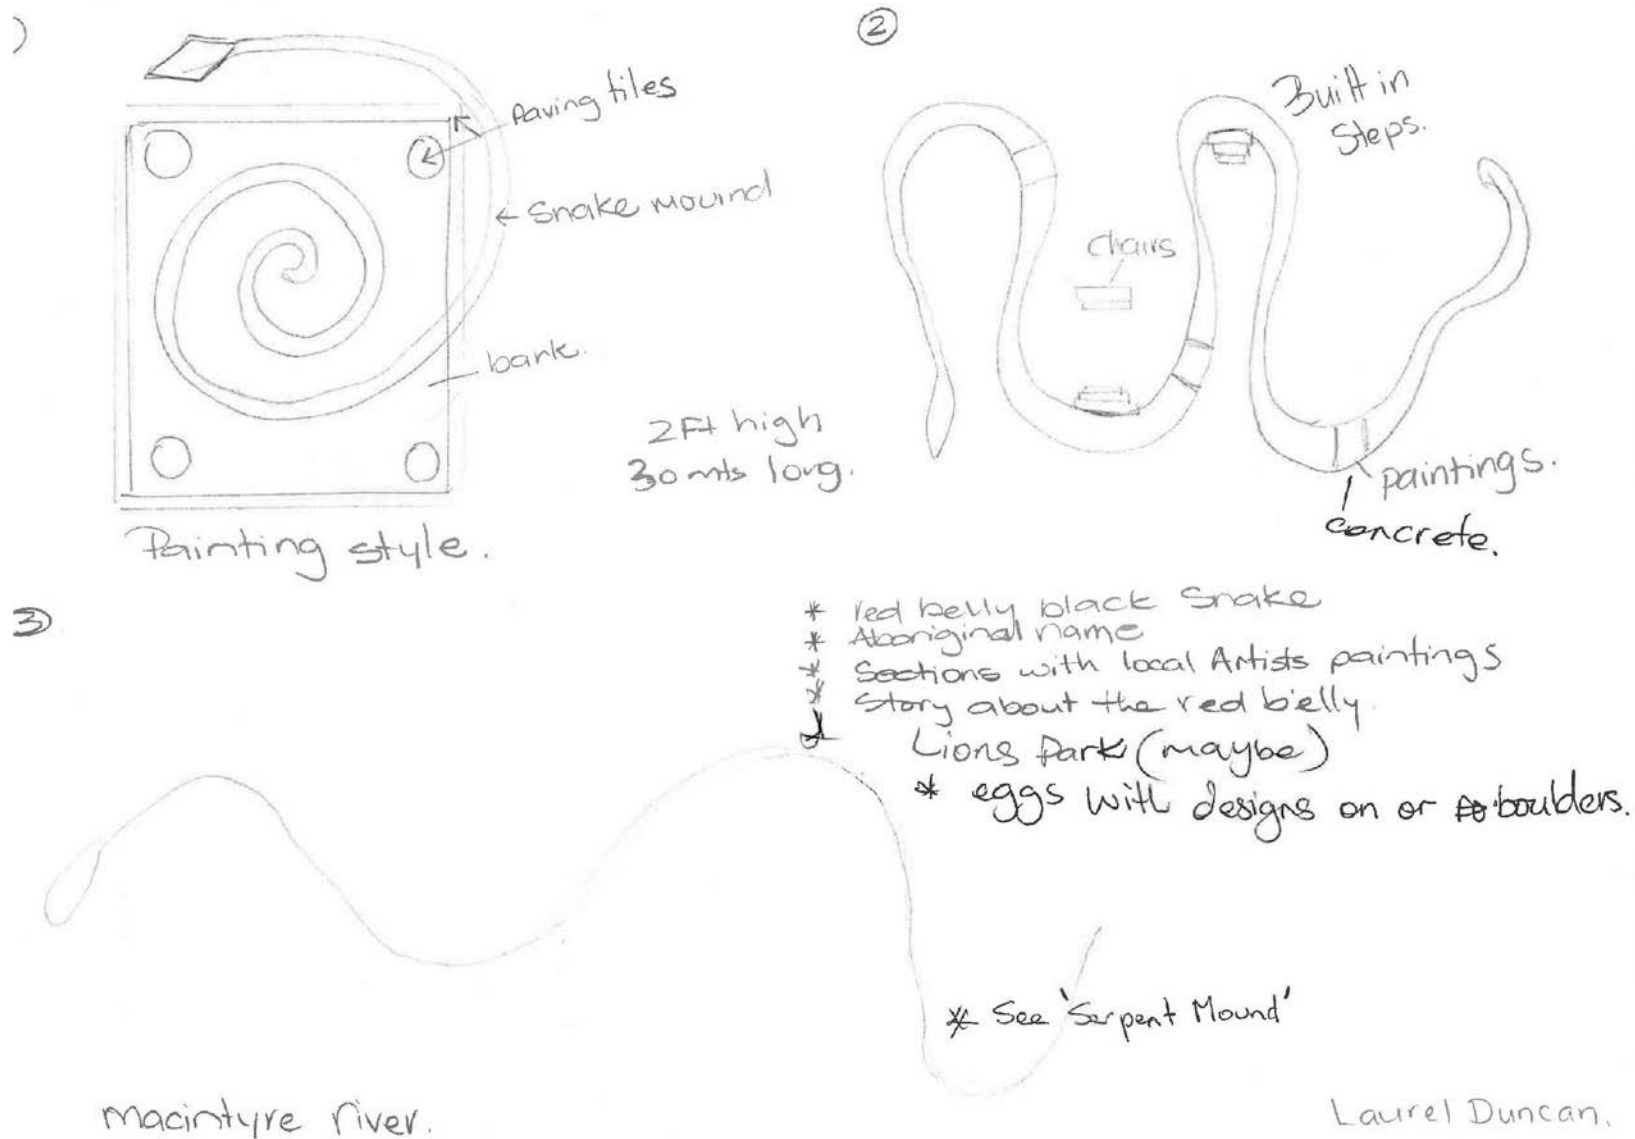 1)
Paving tiles
← Snake mound
bank.
2Ft high
30 mts long.
Painting style.
2
Built in
Steps.
Chairs
paintings.
concrete.
3
* red belly black Snake
* Aboriginal name
* Sections with local Artists paintings
* Story about the red belly.
* Lions Park (maybe)
* eggs with designs on or boulders.
* See 'Serpent Mound'
macintyre river.
Laurel Duncan.